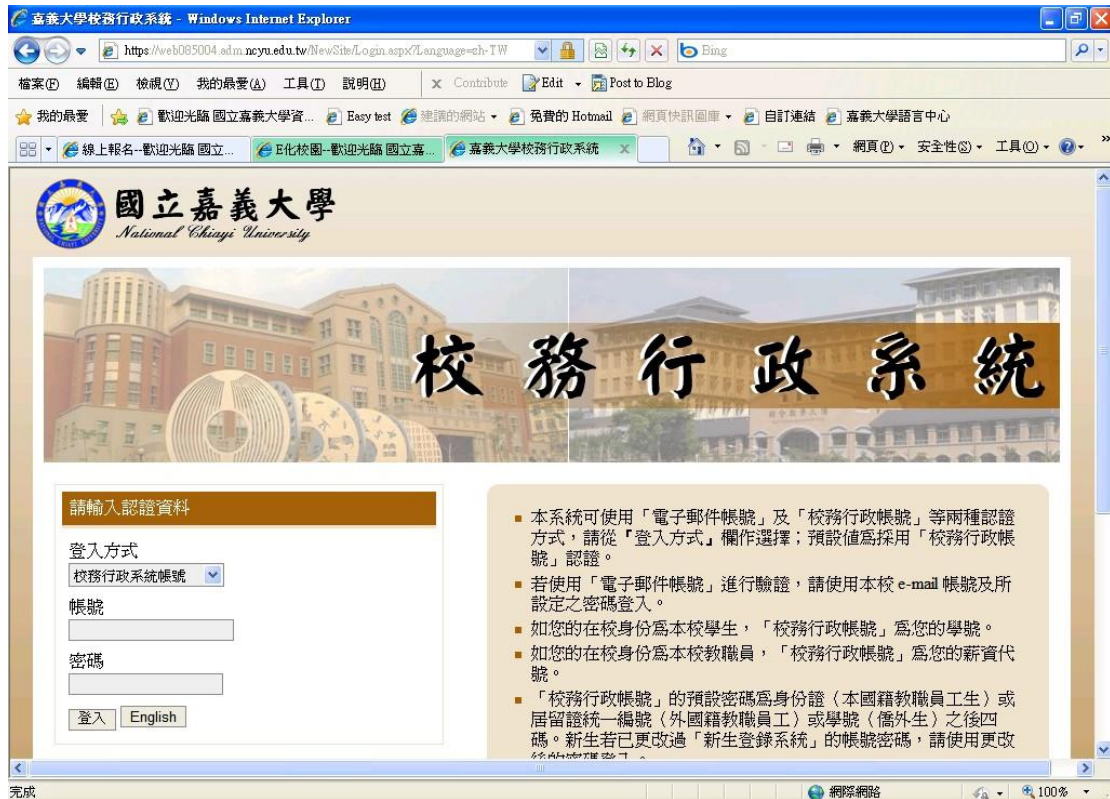 嘉義大學校務行政系統 - Windows Internet Explorer
https://web085004.adm.ncyu.edu.tw/NewSite/Login.aspx?Language=zh-TW
Bing
檔案(F) 編輯(E) 檢視(V) 我的最愛(A) 工具(T) 說明(H) x Contribute Edit Post to Blog
我的最愛 歡迎光臨 國立嘉義大學資... Easy test 建議的網站 免費的 Hotmail 網頁快訊圖庫 自訂連結 嘉義大學語言中心
線上報名--歡迎光臨 國立... E化校園--歡迎光臨 國立嘉... 嘉義大學校務行政系統 x 網頁(P) 安全性(S) 工具(O) »
國立嘉義大學
National Chiayi University
校務行政系統
請輸入認證資料
登入方式
校務行政系統帳號
帳號
密碼
登入 English
▪ 本系統可使用「電子郵件帳號」及「校務行政帳號」等兩種認證
方式，請從『登入方式』欄作選擇；預設值為採用「校務行政帳
號」認證。
▪ 若使用「電子郵件帳號」進行驗證，請使用本校 e-mail 帳號及所
設定之密碼登入。
▪ 如您的在校身份為本校學生，「校務行政帳號」為您的學號。
▪ 如您的在校身份為本校教職員，「校務行政帳號」為您的薪資代
號。
▪ 「校務行政帳號」的預設密碼為身份證（本國籍教職員工生）或
居留證統一編號（外國籍教職員工）或學號（僑外生）之後四
碼。新生若已更改過「新生登錄系統」的帳號密碼，請使用更改
完成 網際網路 100%